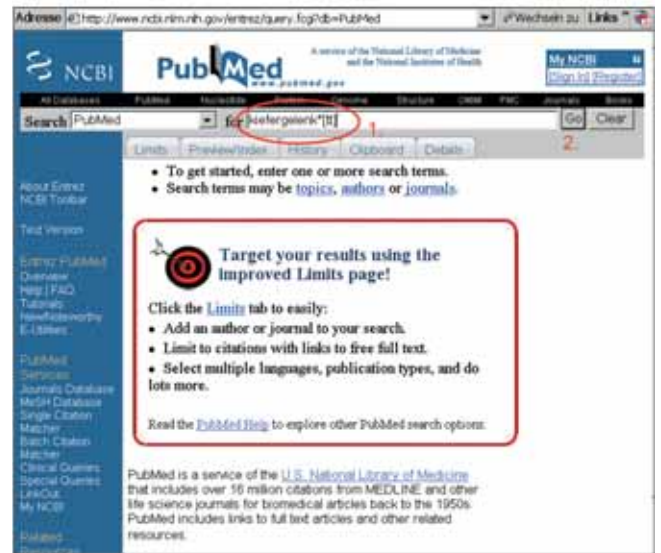 Adresse http://www.ncbi.nlm.nih.gov/entrez/query.fcgi?db=PubMed Wechseln zu Links
NCBI
PubMed
www.pubmed.gov
A service of the National Library of Medicine
and the National Institutes of Health
My NCBI
[Sign In] [Register]
All Databases PubMed Nucleotide Protein Genome Structure OMIM PMC Journals Books
Search PubMed for kiefergelenk*[tt] 1. Go Clear
2.
Limits Preview/Index History Clipboard Details
About Entrez
NCBI Toolbar
Text Version
Entrez PubMed
Overview
Help | FAQ
Tutorials
New/Noteworthy
E-Utilities
PubMed
Services
Journals Database
MeSH Database
Single Citation
Matcher
Batch Citation
Matcher
Clinical Queries
Special Queries
LinkOut
My NCBI
Related
Resources
• To get started, enter one or more search terms.
• Search terms may be topics, authors or journals.
Target your results using the
improved Limits page!
Click the Limits tab to easily:
• Add an author or journal to your search.
• Limit to citations with links to free full text.
• Select multiple languages, publication types, and do
lots more.
Read the PubMed Help to explore other PubMed search options.
PubMed is a service of the U.S. National Library of Medicine
that includes over 16 million citations from MEDLINE and other
life science journals for biomedical articles back to the 1950s.
PubMed includes links to full text articles and other related
resources.